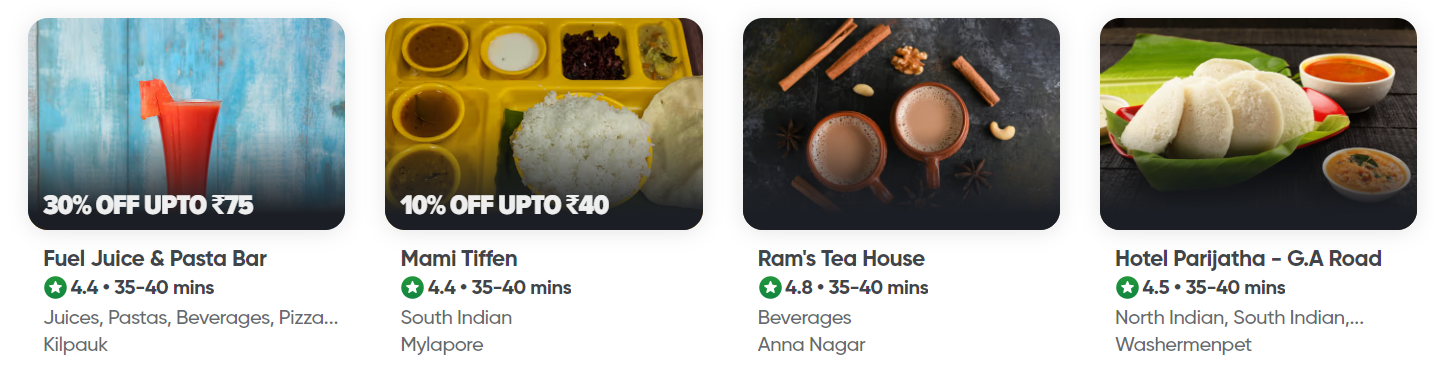 30% OFF UPTO ₹75
Fuel Juice & Pasta Bar
4.4 • 35-40 mins
Juices, Pastas, Beverages, Pizza...
Kilpauk
10% OFF UPTO ₹40
Mami Tiffen
4.4 • 35-40 mins
South Indian
Mylapore
Ram's Tea House
4.8 • 35-40 mins
Beverages
Anna Nagar
Hotel Parijatha - G.A Road
4.5 • 35-40 mins
North Indian, South Indian,...
Washermenpet